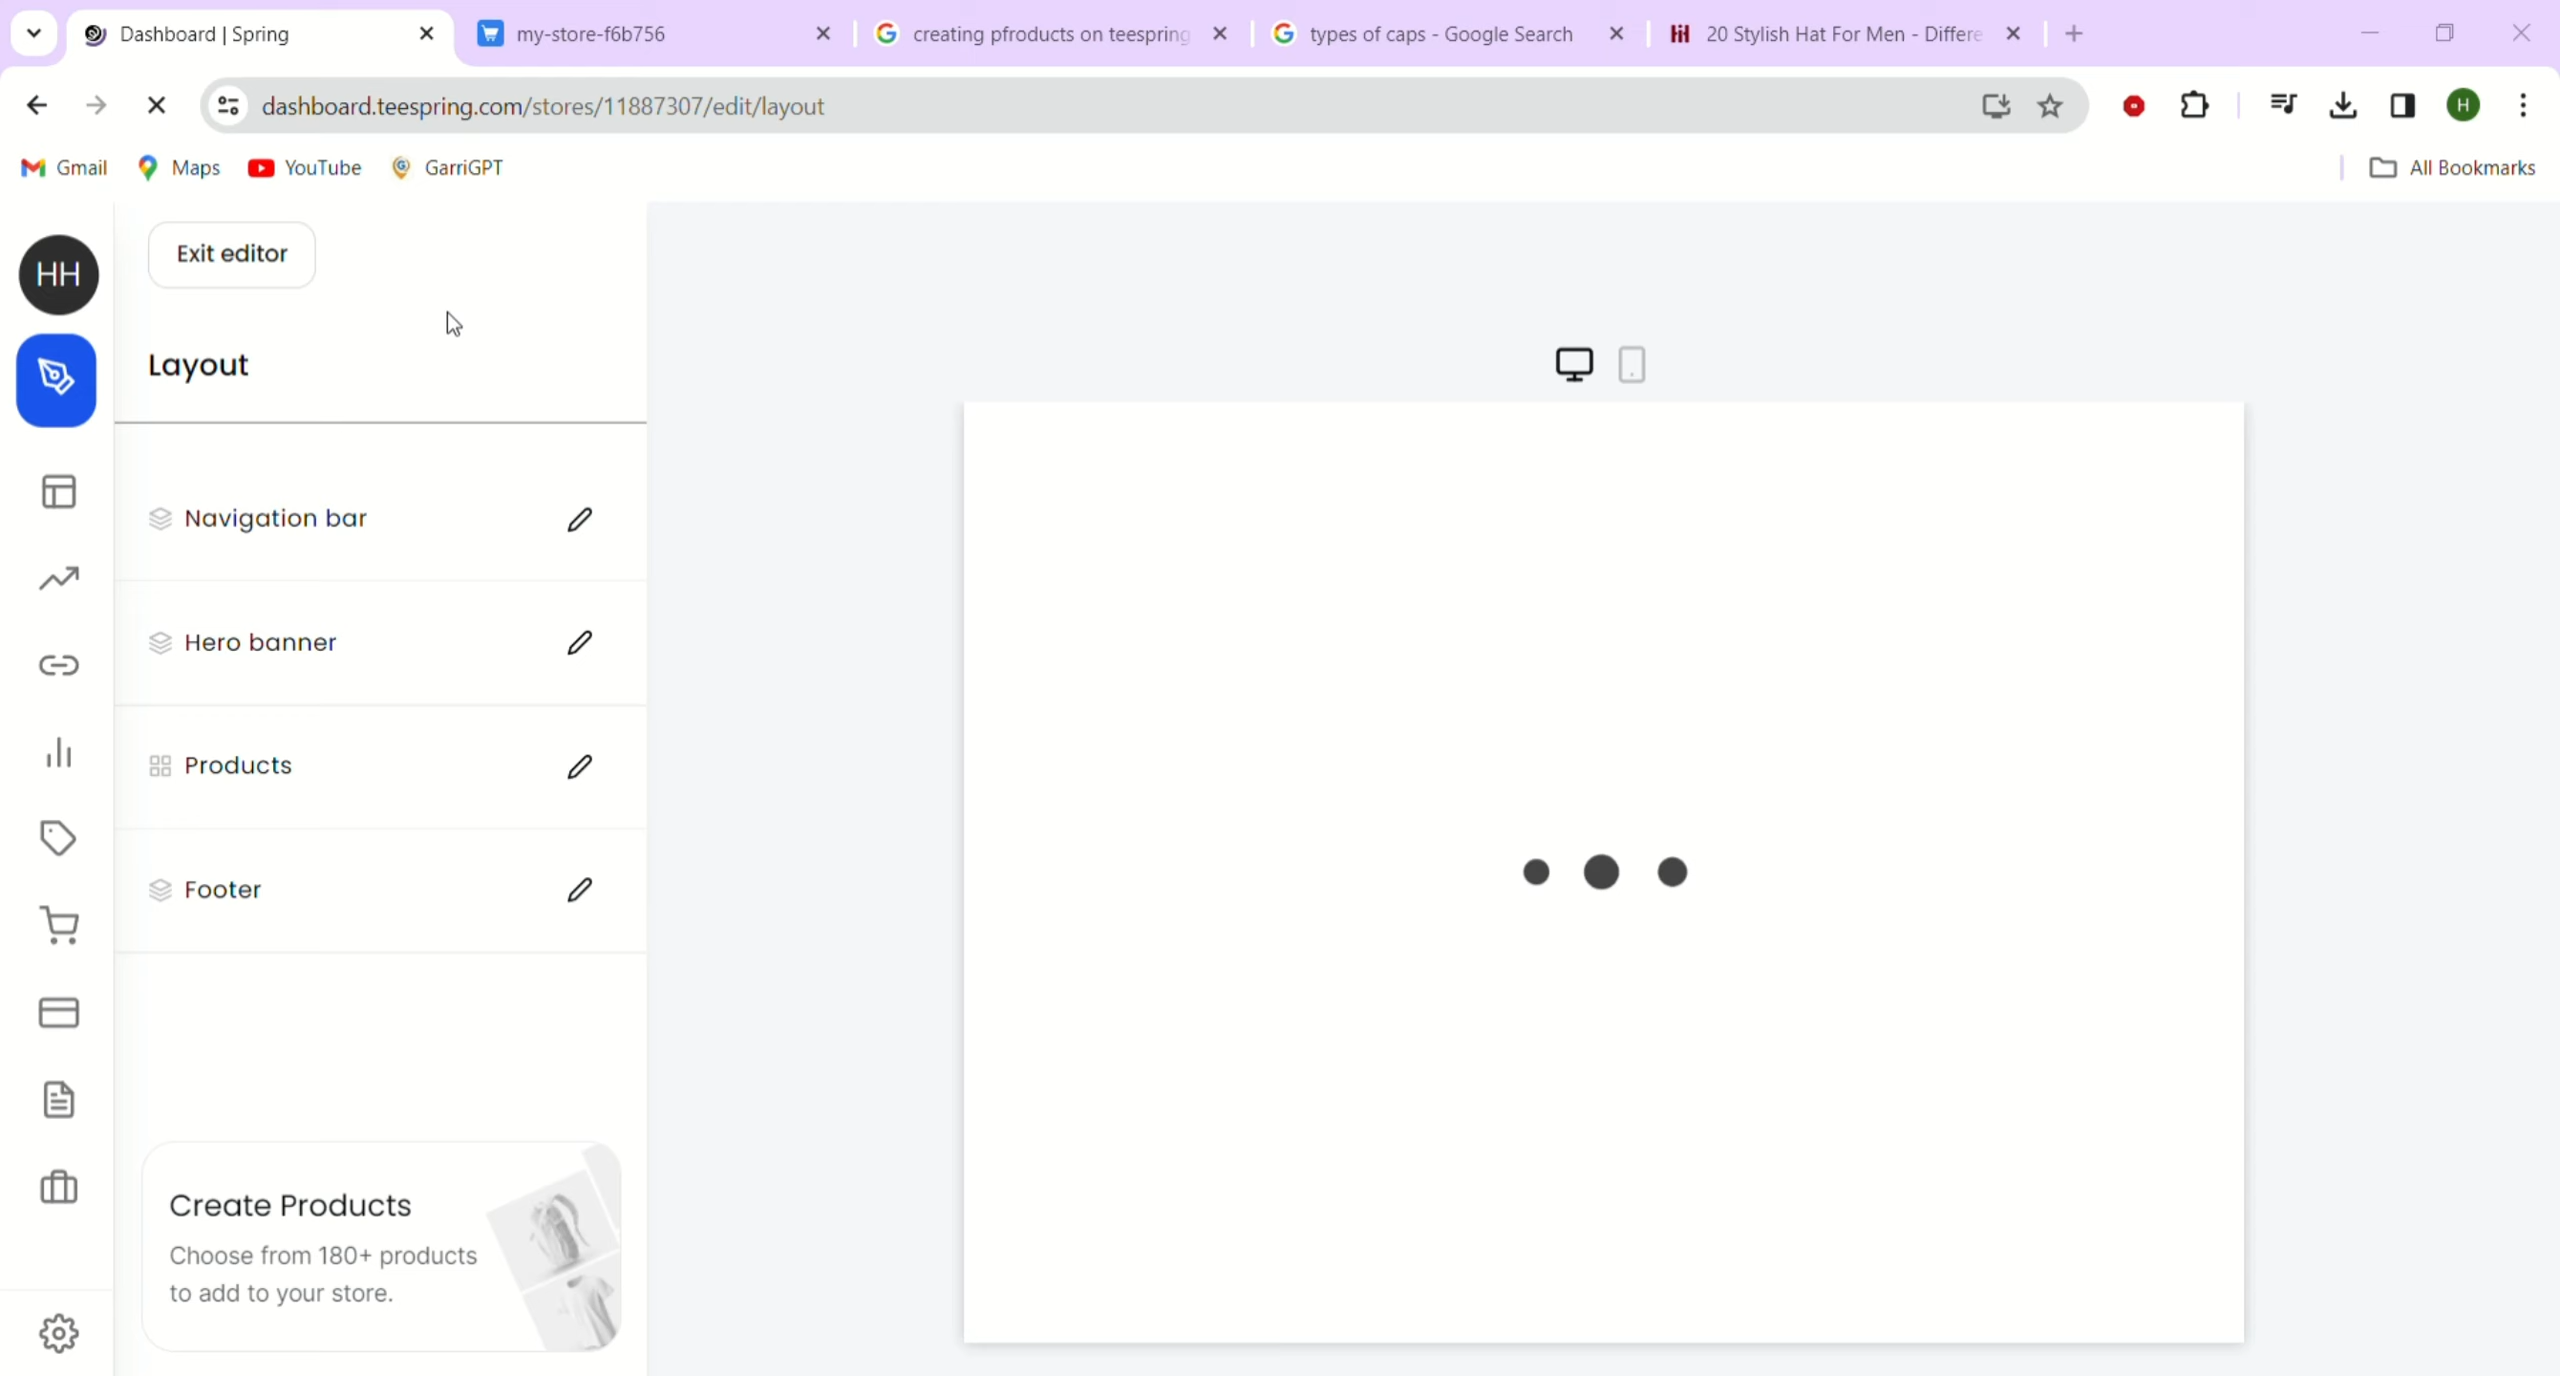 Dashboard | Spring
my-store-f6b756
creating pfroducts on teespring
types of caps - Google Search
20 Stylish Hat For Men - Differe
dashboard.teespring.com/stores/11887307/edit/layout
H
Gmail
Maps
YouTube
GarriGPT
All Bookmarks
HH
Exit editor
Layout
Navigation bar
Hero banner
Products
Footer
Create Products
Choose from 180+ products
to add to your store.